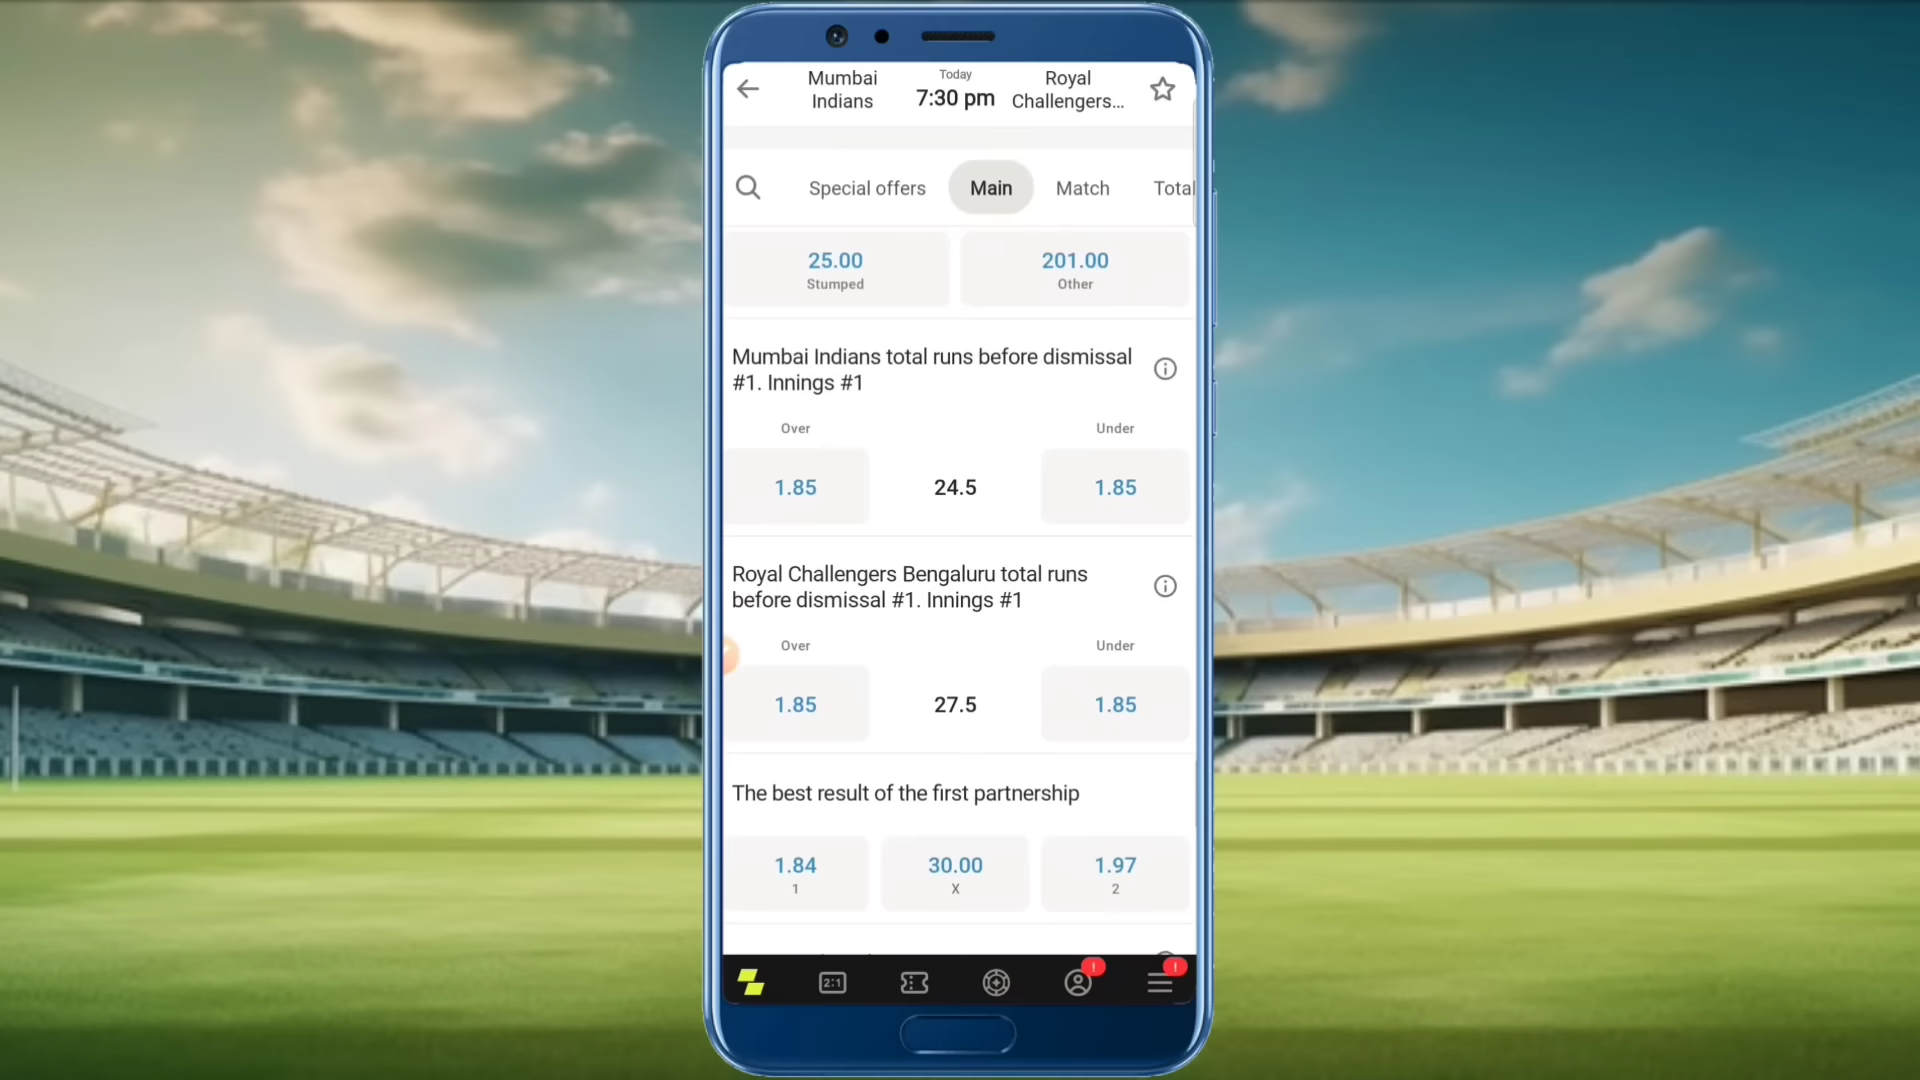 Mumbai
Indians
Today
7:30 pm
Royal
Challengers...
Special offers
Main
Match
Total
25.00
Stumped
201.00
Other
Mumbai Indians total runs before dismissal
#1. Innings #1
Over
Under
1.85
24.5
1.85
Royal Challengers Bengaluru total runs
before dismissal #1. Innings #1
Over
Under
1.85
27.5
1.85
The best result of the first partnership
1.84
1
30.00
X
1.97
2
2:1
!
!